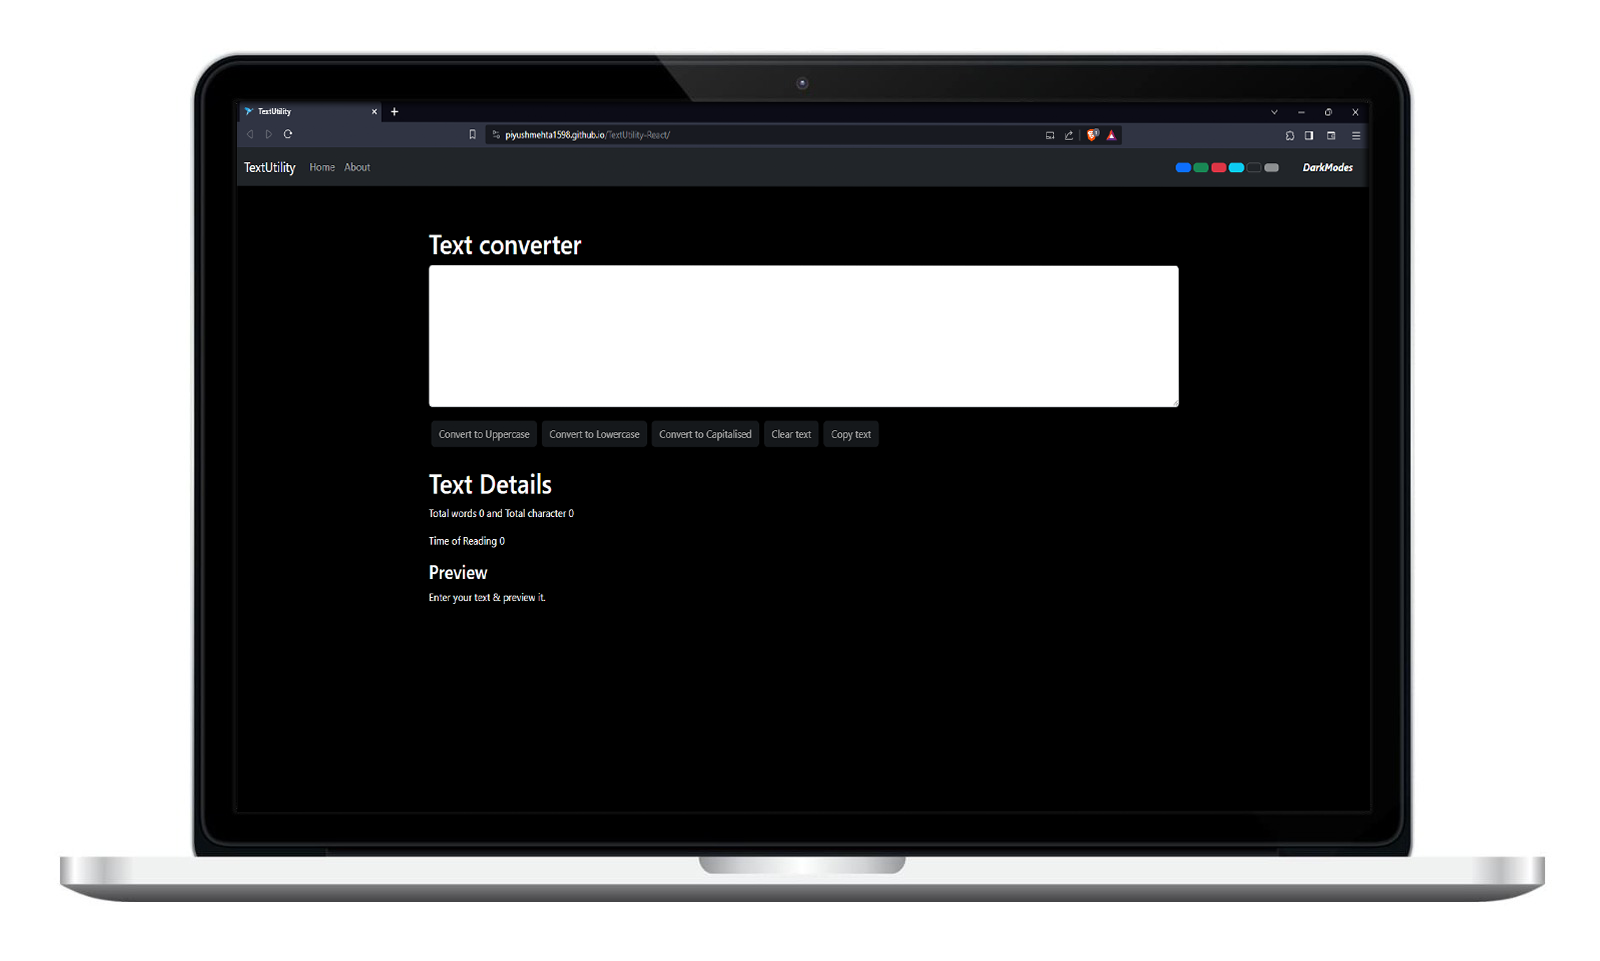 TextUtility
piyushmehta1598.github.io/TextUtility-React/
TextUtility Home About DarkModes
Text converter
Convert to Uppercase Convert to Lowercase Convert to Capitalised Clear text Copy text
Text Details
Total words 0 and Total character 0
Time of Reading 0
Preview
Enter your text & preview it.